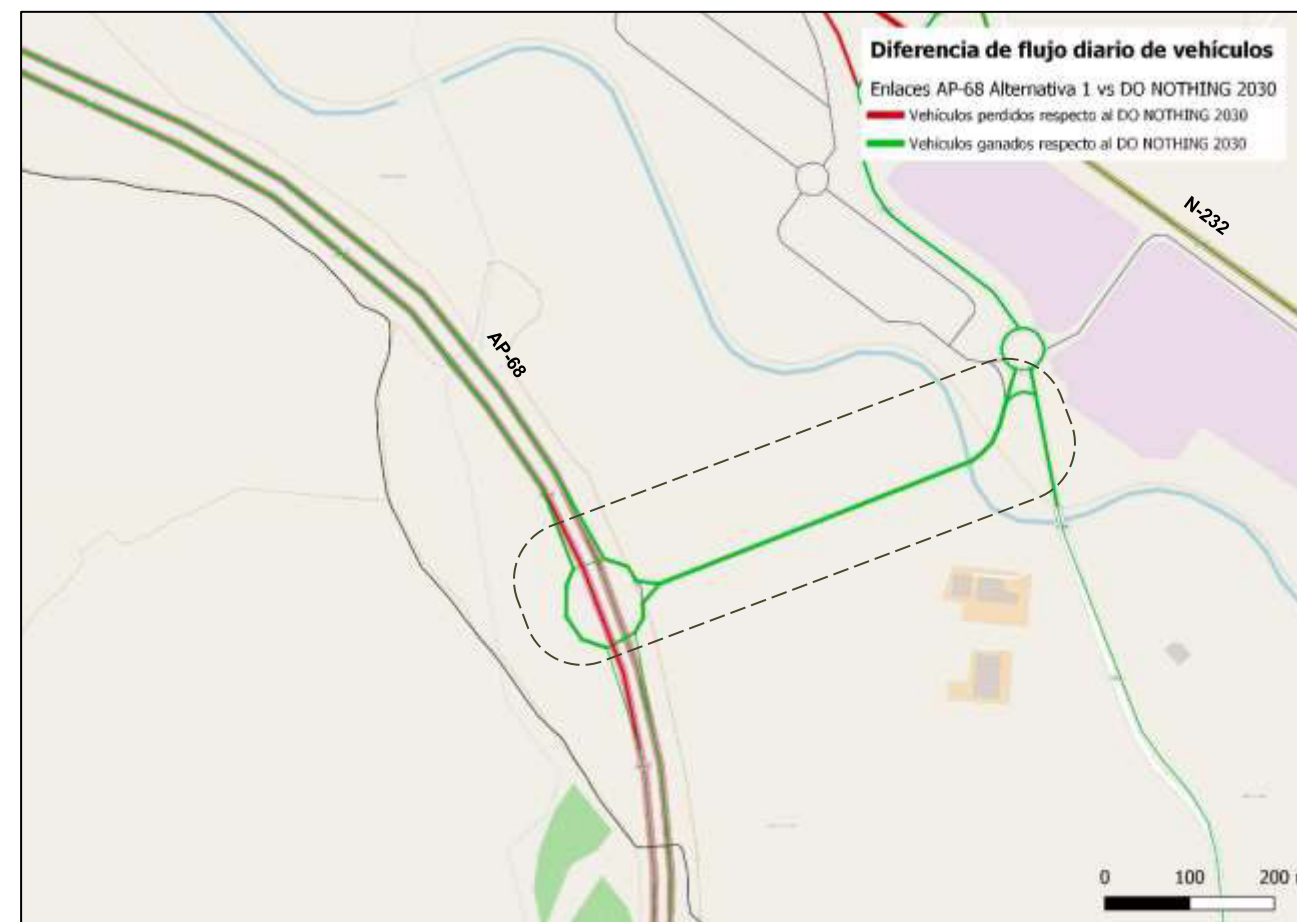 Diferencia de flujo diario de vehículos
Enlaces AP-68 Alternativa 1 vs DO NOTHING 2030
Vehículos perdidos respecto al DO NOTHING 2030
Vehículos ganados respecto al DO NOTHING 2030
N-232
AP-68
0 100 200